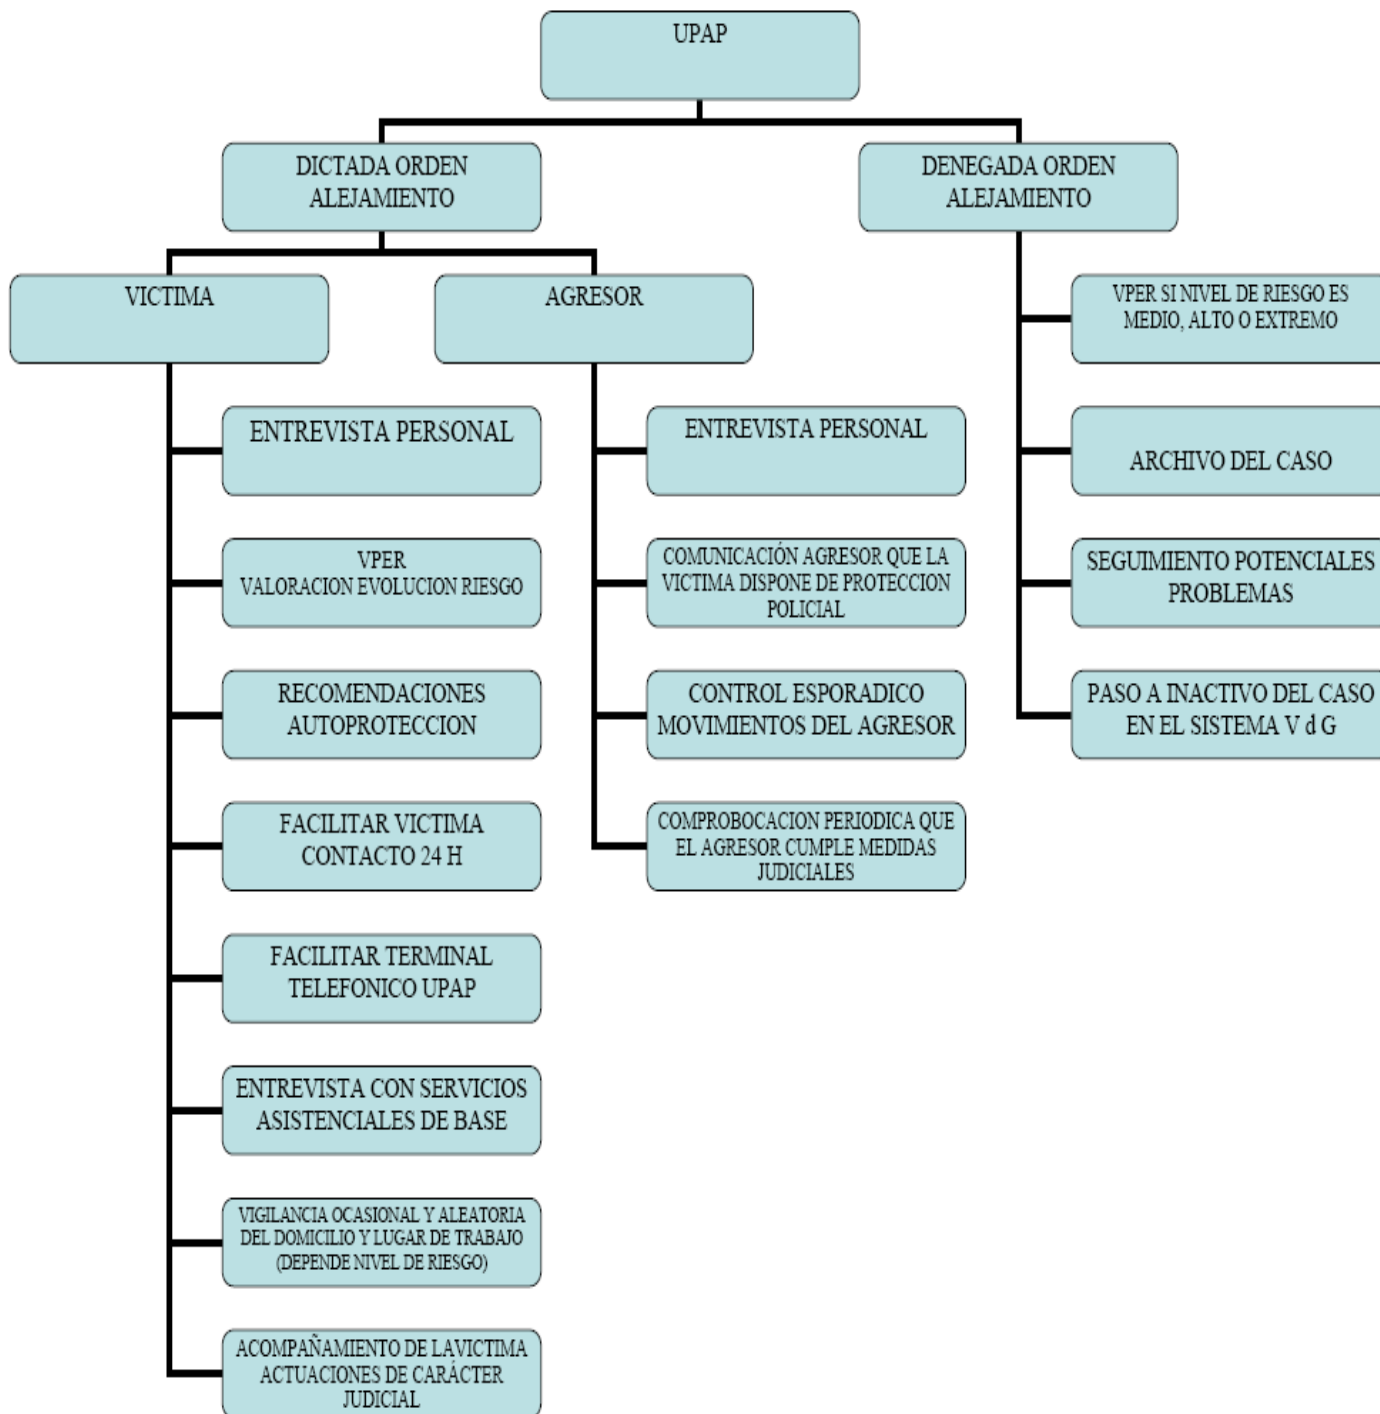 UPAP
DICTADA ORDEN
ALEJAMIENTO
DENEGADA ORDEN
ALEJAMIENTO
VICTIMA
AGRESOR
ENTREVISTA PERSONAL
VPER
VALORACION EVOLUCION RIESGO
RECOMENDACIONES
AUTOPROTECCION
FACILITAR VICTIMA
CONTACTO 24 H
FACILITAR TERMINAL
TELEFONICO UPAP
ENTREVISTA CON SERVICIOS
ASISTENCIALES DE BASE
VIGILANCIA OCASIONAL Y ALEATORIA
DEL DOMICILIO Y LUGAR DE TRABAJO
(DEPENDE NIVEL DE RIESGO)
ACOMPAÑAMIENTO DE LAVICTIMA
ACTUACIONES DE CARÁCTER
JUDICIAL
ENTREVISTA PERSONAL
COMUNICACIÓN AGRESOR QUE LA
VICTIMA DISPONE DE PROTECCION
POLICIAL
CONTROL ESPORADICO
MOVIMIENTOS DEL AGRESOR
COMPROBOCACION PERIODICA QUE
EL AGRESOR CUMPLE MEDIDAS
JUDICIALES
VPER SI NIVEL DE RIESGO ES
MEDIO, ALTO O EXTREMO
ARCHIVO DEL CASO
SEGUIMIENTO POTENCIALES
PROBLEMAS
PASO A INACTIVO DEL CASO
EN EL SISTEMA V d G